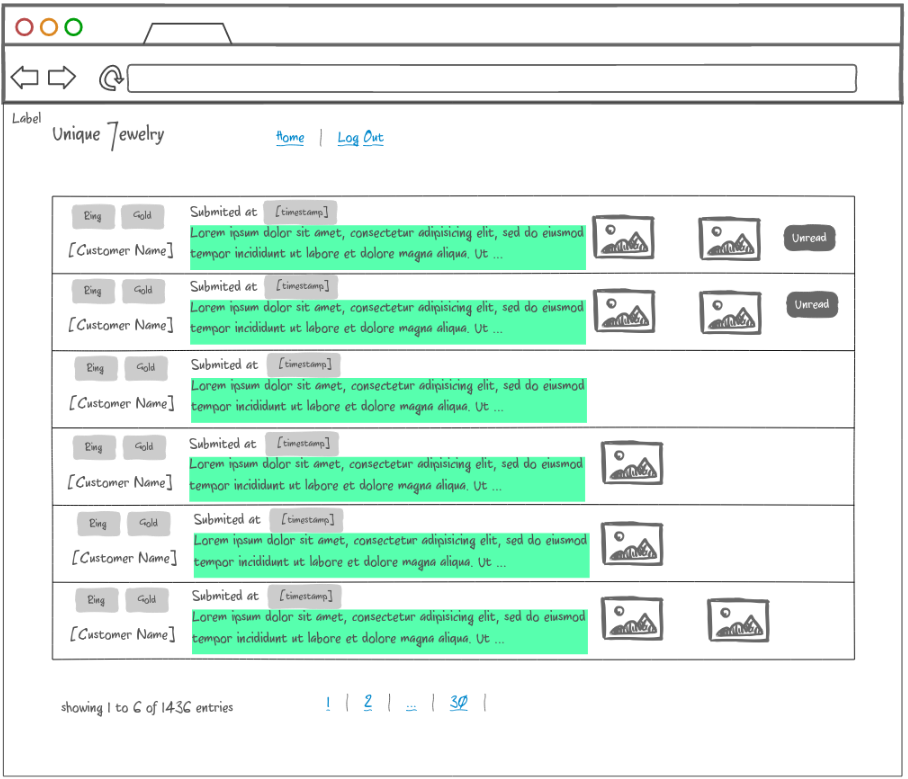 Label
Unique Jewelry
Home | Log Out
Ring Gold
Submited at [timestamp]
Lorem ipsum dolor sit amet, consectetur adipisicing elit, sed do eiusmod
tempor incididunt ut labore et dolore magna aliqua. Ut ...
[Customer Name]
Unread
Ring Gold
Submited at [timestamp]
Lorem ipsum dolor sit amet, consectetur adipisicing elit, sed do eiusmod
tempor incididunt ut labore et dolore magna aliqua. Ut ...
[Customer Name]
Unread
Ring Gold
Submited at [timestamp]
Lorem ipsum dolor sit amet, consectetur adipisicing elit, sed do eiusmod
tempor incididunt ut labore et dolore magna aliqua. Ut ...
[Customer Name]
Ring Gold
Submited at [timestamp]
Lorem ipsum dolor sit amet, consectetur adipisicing elit, sed do eiusmod
tempor incididunt ut labore et dolore magna aliqua. Ut ...
[Customer Name]
Ring Gold
Submited at [timestamp]
Lorem ipsum dolor sit amet, consectetur adipisicing elit, sed do eiusmod
tempor incididunt ut labore et dolore magna aliqua. Ut ...
[Customer Name]
Ring Gold
Submited at [timestamp]
Lorem ipsum dolor sit amet, consectetur adipisicing elit, sed do eiusmod
tempor incididunt ut labore et dolore magna aliqua. Ut ...
[Customer Name]
showing 1 to 6 of 1436 entries
1 | 2 | ... | 30 |